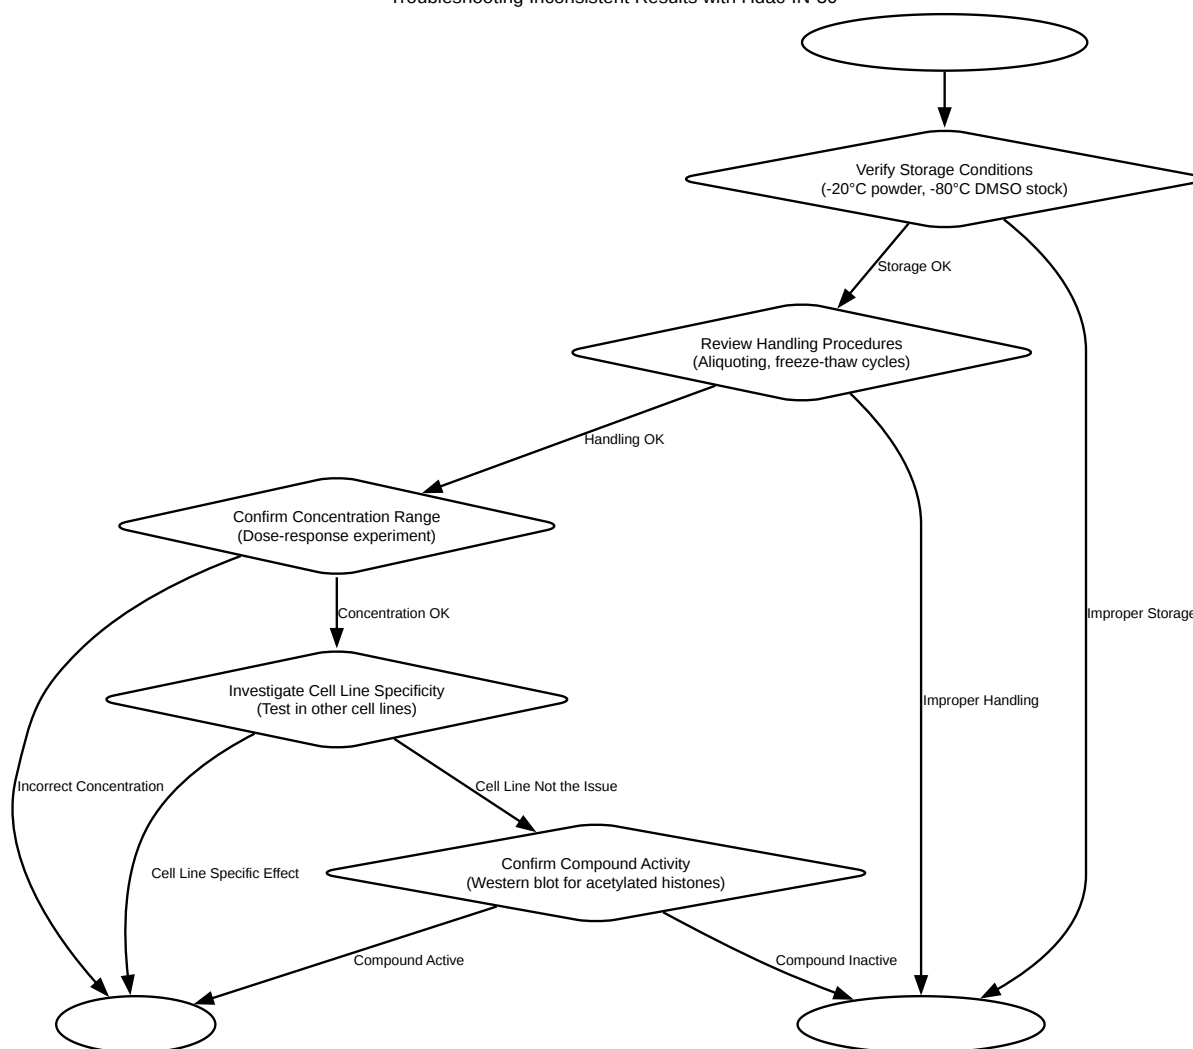 Troubleshooting Inconsistent Results with Hdac-IN-30
Verify Storage Conditions
(-20°C powder, -80°C DMSO stock)
Storage OK
Review Handling Procedures
(Aliquoting, freeze-thaw cycles)
Handling OK
Confirm Concentration Range
(Dose-response experiment)
Concentration OK
Improper Storage
Investigate Cell Line Specificity
(Test in other cell lines)
Improper Handling
Incorrect Concentration
Cell Line Not the Issue
Confirm Compound Activity
(Western blot for acetylated histones)
Cell Line Specific Effect
Compound Active
Compound Inactive